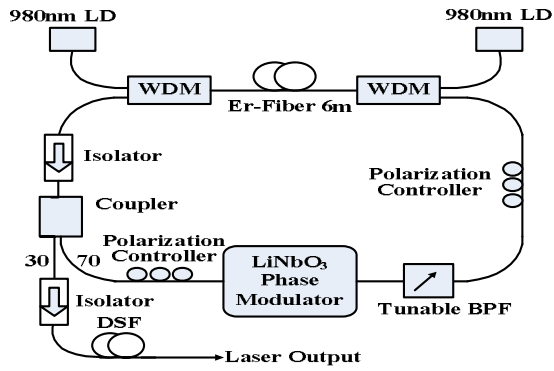 980nm LD
980nm LD
WDM
WDM
Er-Fiber 6m
Isolator
Polarization
Controller
Coupler
30
70
Polarization
Controller
LiNbO3
Phase
Modulator
Tunable BPF
Isolator
DSF
Laser Output